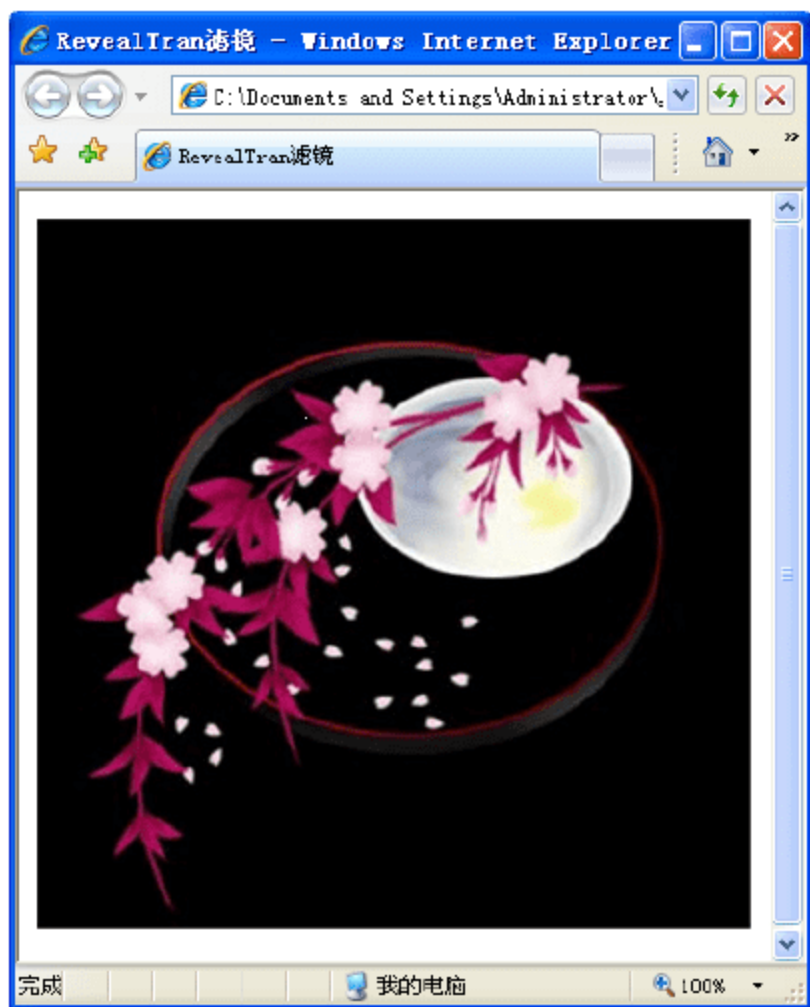 RevealTran滤镜 - Windows Internet Explorer
C:\Documents and Settings\Administrator\
RevealTran滤镜
»
完成 我的电脑 100%